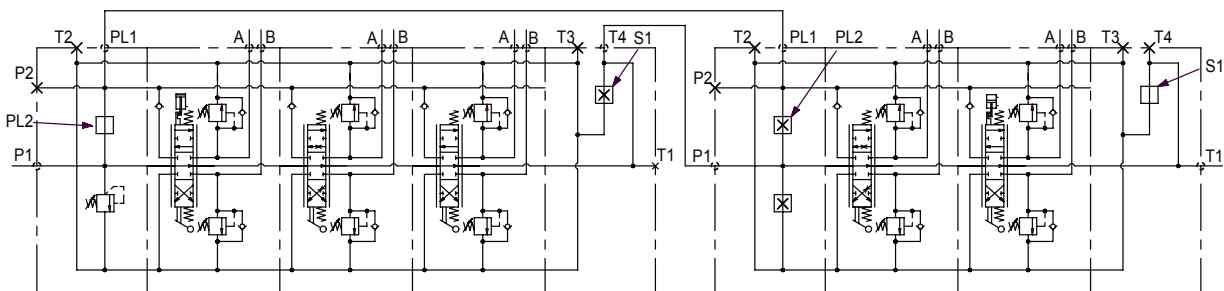 T2 PL1 A B A B A B T3 T4 S1
P2
PL2
P1 T1
T2 PL1 PL2 A B A B T3 T4
P2 S1
P1 T1